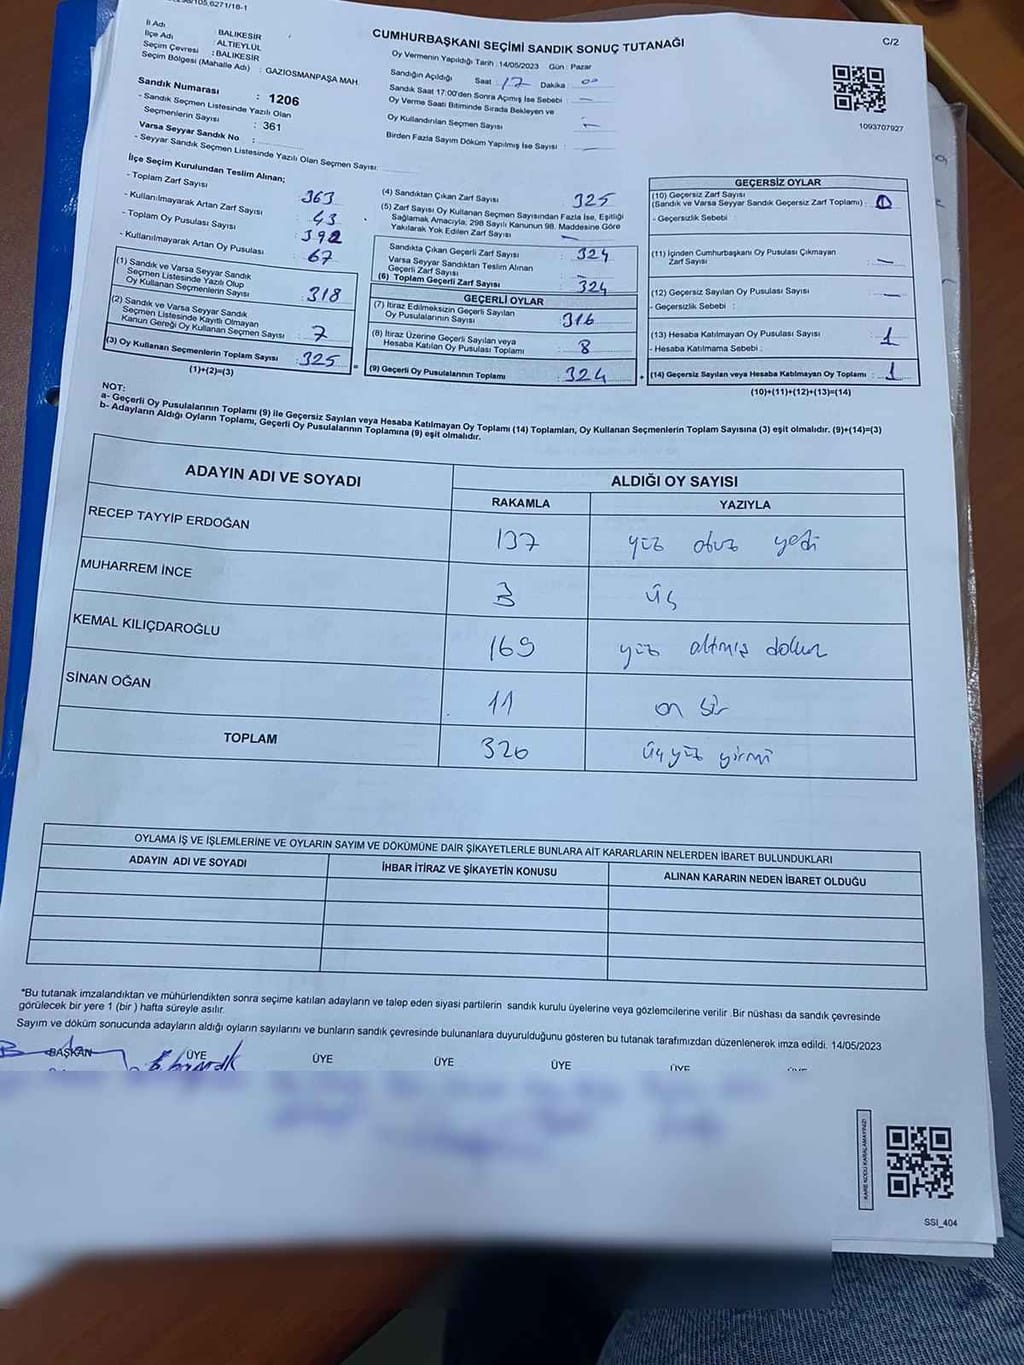 CUMHURBAŞKANI SEÇİMİ SANDIK SONUÇ TUTANAĞI
C/2
İl Adı : BALIKESİR
İlçe Adı : ALTIEYLÜL
Seçim Çevresi : BALIKESİR
Seçim Bölgesi (Mahalle Adı) : GAZİOSMANPAŞA MAH.
Sandık Numarası : 1206
- Sandık Seçmen Listesinde Yazılı Olan
Seçmenlerin Sayısı : 361
Varsa Seyyar Sandık No :
- Seyyar Sandık Seçmen Listesinde Yazılı Olan Seçmen Sayısı:
Oy Vermenin Yapıldığı Tarih : 14/05/2023 Gün : Pazar
Sandığın Açıldığı Saat : 17 Dakika 00
Sandık Saat 17:00'den Sonra Açımış İse Sebebi : —
Oy Verme Saati Bitiminde Sırada Bekleyen ve
Oy Kullandırılan Seçmen Sayısı : —
Birden Fazla Sayım Döküm Yapılmış İse Sayısı : —
1093707927
İlçe Seçim Kurulundan Teslim Alınan;
- Toplam Zarf Sayısı 363
- Kullanılmayarak Artan Zarf Sayısı 43
- Toplam Oy Pusulası Sayısı 392
- Kullanılmayarak Artan Oy Pusulası 67
(1) Sandık ve Varsa Seyyar Sandık
Seçmen Listesinde Yazılı Olup
Oy Kullanan Seçmenlerin Sayısı : 318
(2) Sandık ve Varsa Seyyar Sandık
Seçmen Listesinde Kayıtlı Olmayan
Kanun Gereği Oy Kullanan Seçmen Sayısı : 7
(3) Oy Kullanan Seçmenlerin Toplam Sayısı : 325
(1)+(2)=(3)
(4) Sandıktan Çıkan Zarf Sayısı : 325
(5) Zarf Sayısı Oy Kullanan Seçmen Sayısından Fazla İse, Eşitliği
Sağlamak Amacıyla; 298 Sayılı Kanunun 98. Maddesine Göre
Yakılarak Yok Edilen Zarf Sayısı : —
Sandıkta Çıkan Geçerli Zarf Sayısı : 324
Varsa Seyyar Sandıktan Teslim Alınan
Geçerli Zarf Sayısı :
(6) Toplam Geçerli Zarf Sayısı : 324
GEÇERLİ OYLAR
(7) İtiraz Edilmeksizin Geçerli Sayılan
Oy Pusulalarının Sayısı : 316
(8) İtiraz Üzerine Geçerli Sayılan veya
Hesaba Katılan Oy Pusulası Toplamı : 8
(9) Geçerli Oy Pusulalarının Toplamı : 324
GEÇERSİZ OYLAR
(10) Geçersiz Zarf Sayısı
(Sandık ve Varsa Seyyar Sandık Geçersiz Zarf Toplamı) : 0
- Geçersizlik Sebebi :
(11) İçinden Cumhurbaşkanı Oy Pusulası Çıkmayan
Zarf Sayısı : —
(12) Geçersiz Sayılan Oy Pusulası Sayısı : —
- Geçersizlik Sebebi :
(13) Hesaba Katılmayan Oy Pusulası Sayısı : 1
- Hesaba Katılmama Sebebi :
(14) Geçersiz Sayılan veya Hesaba Katılmayan Oy Toplamı : 1
(10)+(11)+(12)+(13)=(14)
NOT:
a- Geçerli Oy Pusulalarının Toplamı (9) ile Geçersiz Sayılan veya Hesaba Katılmayan Oy Toplamı (14) Toplamları, Oy Kullanan Seçmenlerin Toplam Sayısına (3) eşit olmalıdır. (9)+(14)=(3)
b- Adayların Aldığı Oyların Toplamı, Geçerli Oy Pusulalarının Toplamına (9) eşit olmalıdır.
ADAYIN ADI VE SOYADI ALDIĞI OY SAYISI
RAKAMLA YAZIYLA
RECEP TAYYİP ERDOĞAN 137 yüz otuz yedi
MUHARREM İNCE 3 üç
KEMAL KILIÇDAROĞLU 169 yüz altmış dokuz
SİNAN OĞAN 11 on bir
TOPLAM 320 üçyüz yirmi
OYLAMA İŞ VE İŞLEMLERİNE VE OYLARIN SAYIM VE DÖKÜMÜNE DAİR ŞİKAYETLERLE BUNLARA AİT KARARLARIN NELERDEN İBARET BULUNDUKLARI
ADAYIN ADI VE SOYADI İHBAR İTİRAZ VE ŞİKAYETİN KONUSU ALINAN KARARIN NEDEN İBARET OLDUĞU
*Bu tutanak imzalandıktan ve mühürlendikten sonra seçime katılan adayların ve talep eden siyasi partilerin sandık kurulu üyelerine veya gözlemcilerine verilir .Bir nüshası da sandık çevresinde
görülecek bir yere 1 (bir ) hafta süreyle asılır.
Sayım ve döküm sonucunda adayların aldığı oyların sayılarını ve bunların sandık çevresinde bulunanlara duyurulduğunu gösteren bu tutanak tarafımızdan düzenlenerek imza edildi. 14/05/2023
BAŞKAN ÜYE ÜYE ÜYE ÜYE ÜYE
KARE KODU KARALAMAYINIZ!
SSI_404